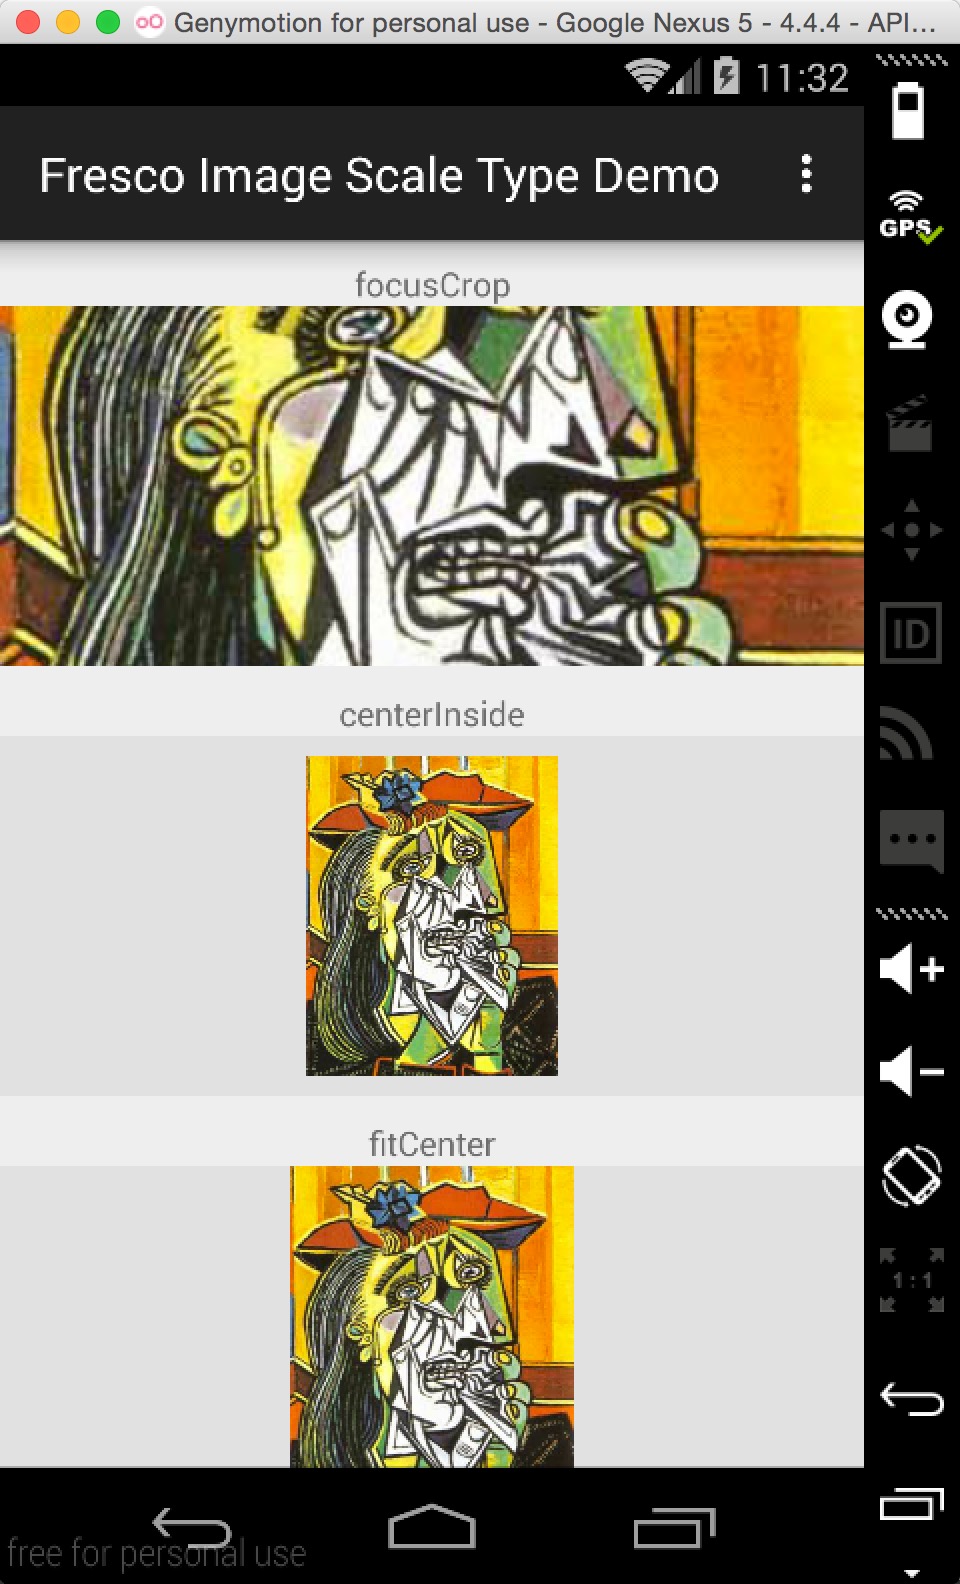 Genymotion for personal use - Google Nexus 5 - 4.4.4 - API...
11:32
Fresco Image Scale Type Demo
GPS
focusCrop
ID
centerInside
fitCenter
1:1
free for personal use